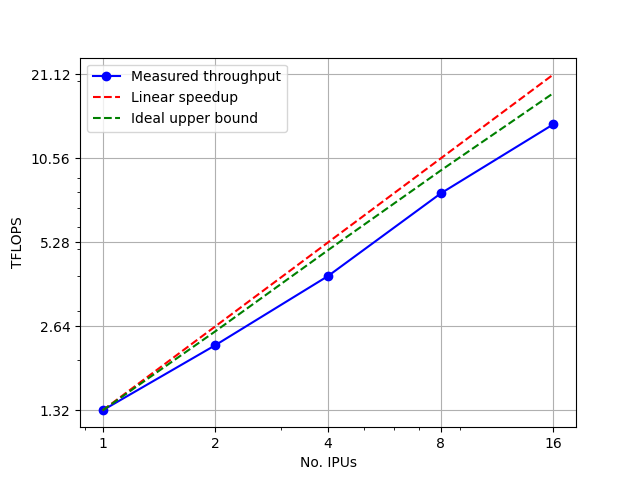 Measured throughput
Linear speedup
Ideal upper bound
21.12
10.56
5.28
2.64
1.32
TFLOPS
1 2 4 8 16
No. IPUs